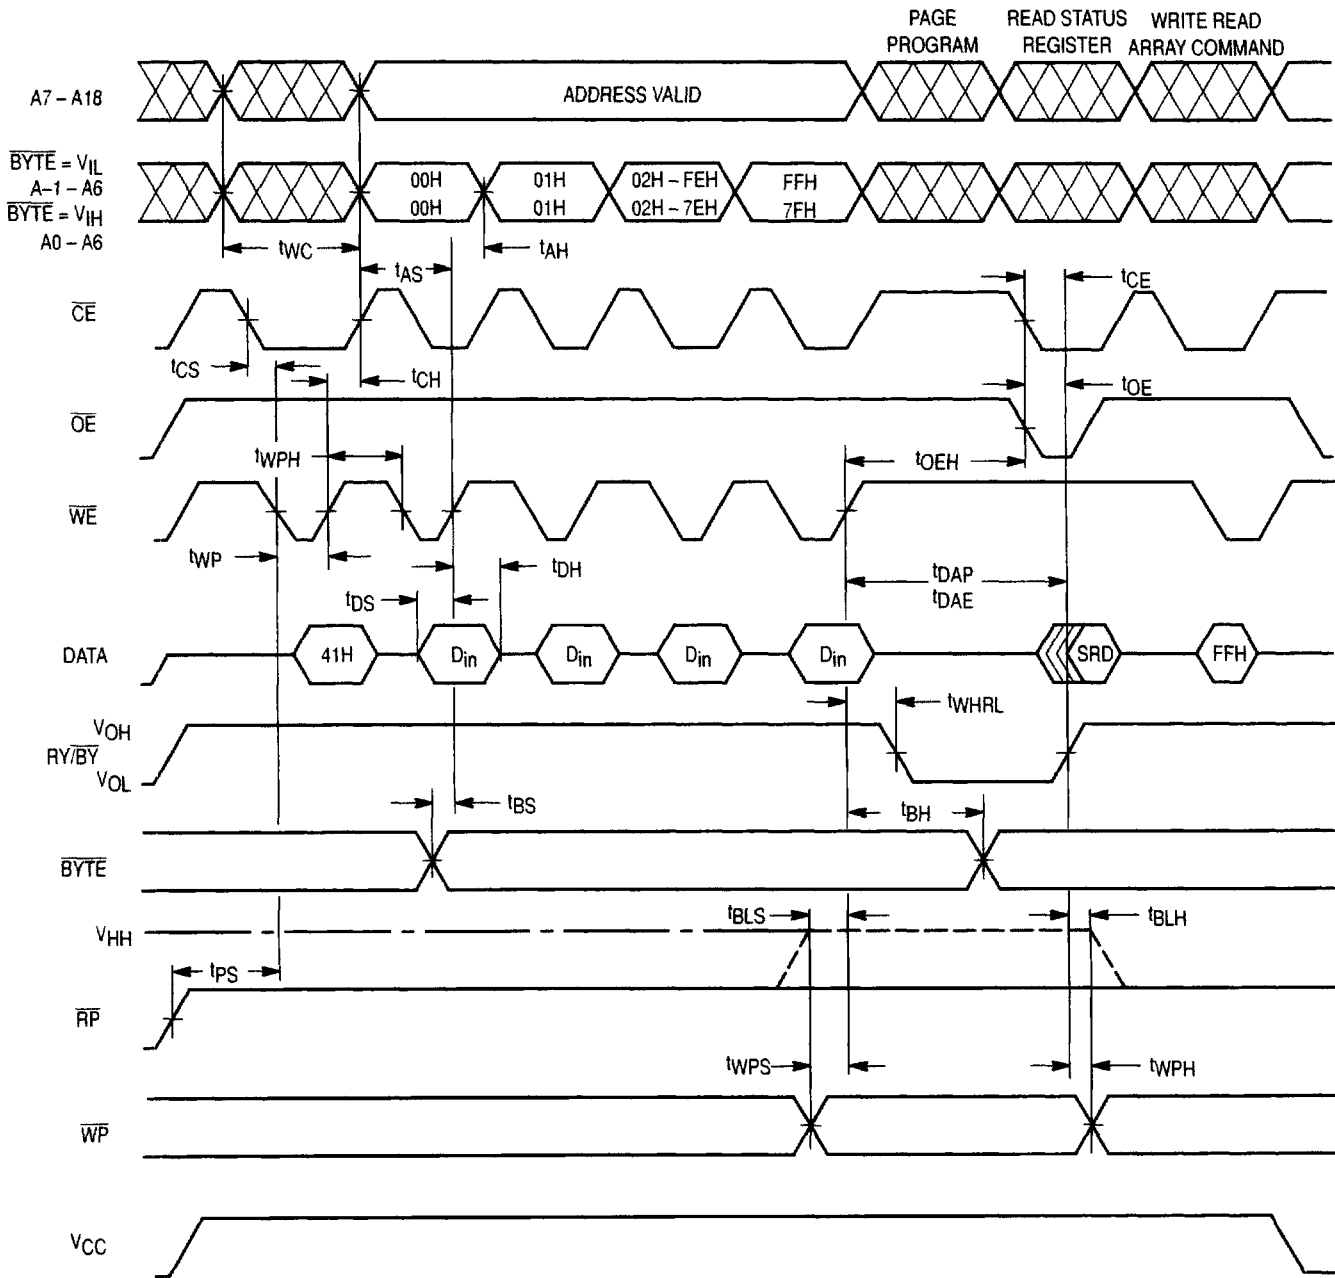 PAGE PROGRAM
READ STATUS REGISTER
WRITE READ ARRAY COMMAND
A7 – A18
ADDRESS VALID
BYTE = VIL
A–1 – A6
BYTE = VIH
A0 – A6
00H 01H 02H – FEH FFH
00H 01H 02H – 7EH 7FH
tWC
tAH
tAS
tCE
CE
tCS
tCH
tOE
OE
tWPH
tOEH
WE
tWP
tDH
tDAP
tDAE
tDS
DATA
41H Din Din Din Din SRD FFH
tWHRL
VOH
RY/BY
VOL
tBS
tBH
BYTE
tBLS
tBLH
VHH
tPS
RP
tWPS
tWPH
WP
VCC